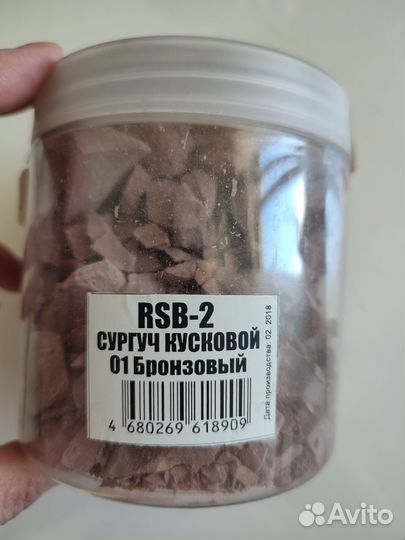 RSB-2
СУРГУЧ КУСКОВОЙ
01 Бронзовый
4 680269 618909
Дата производства: 02. 2018
Avito